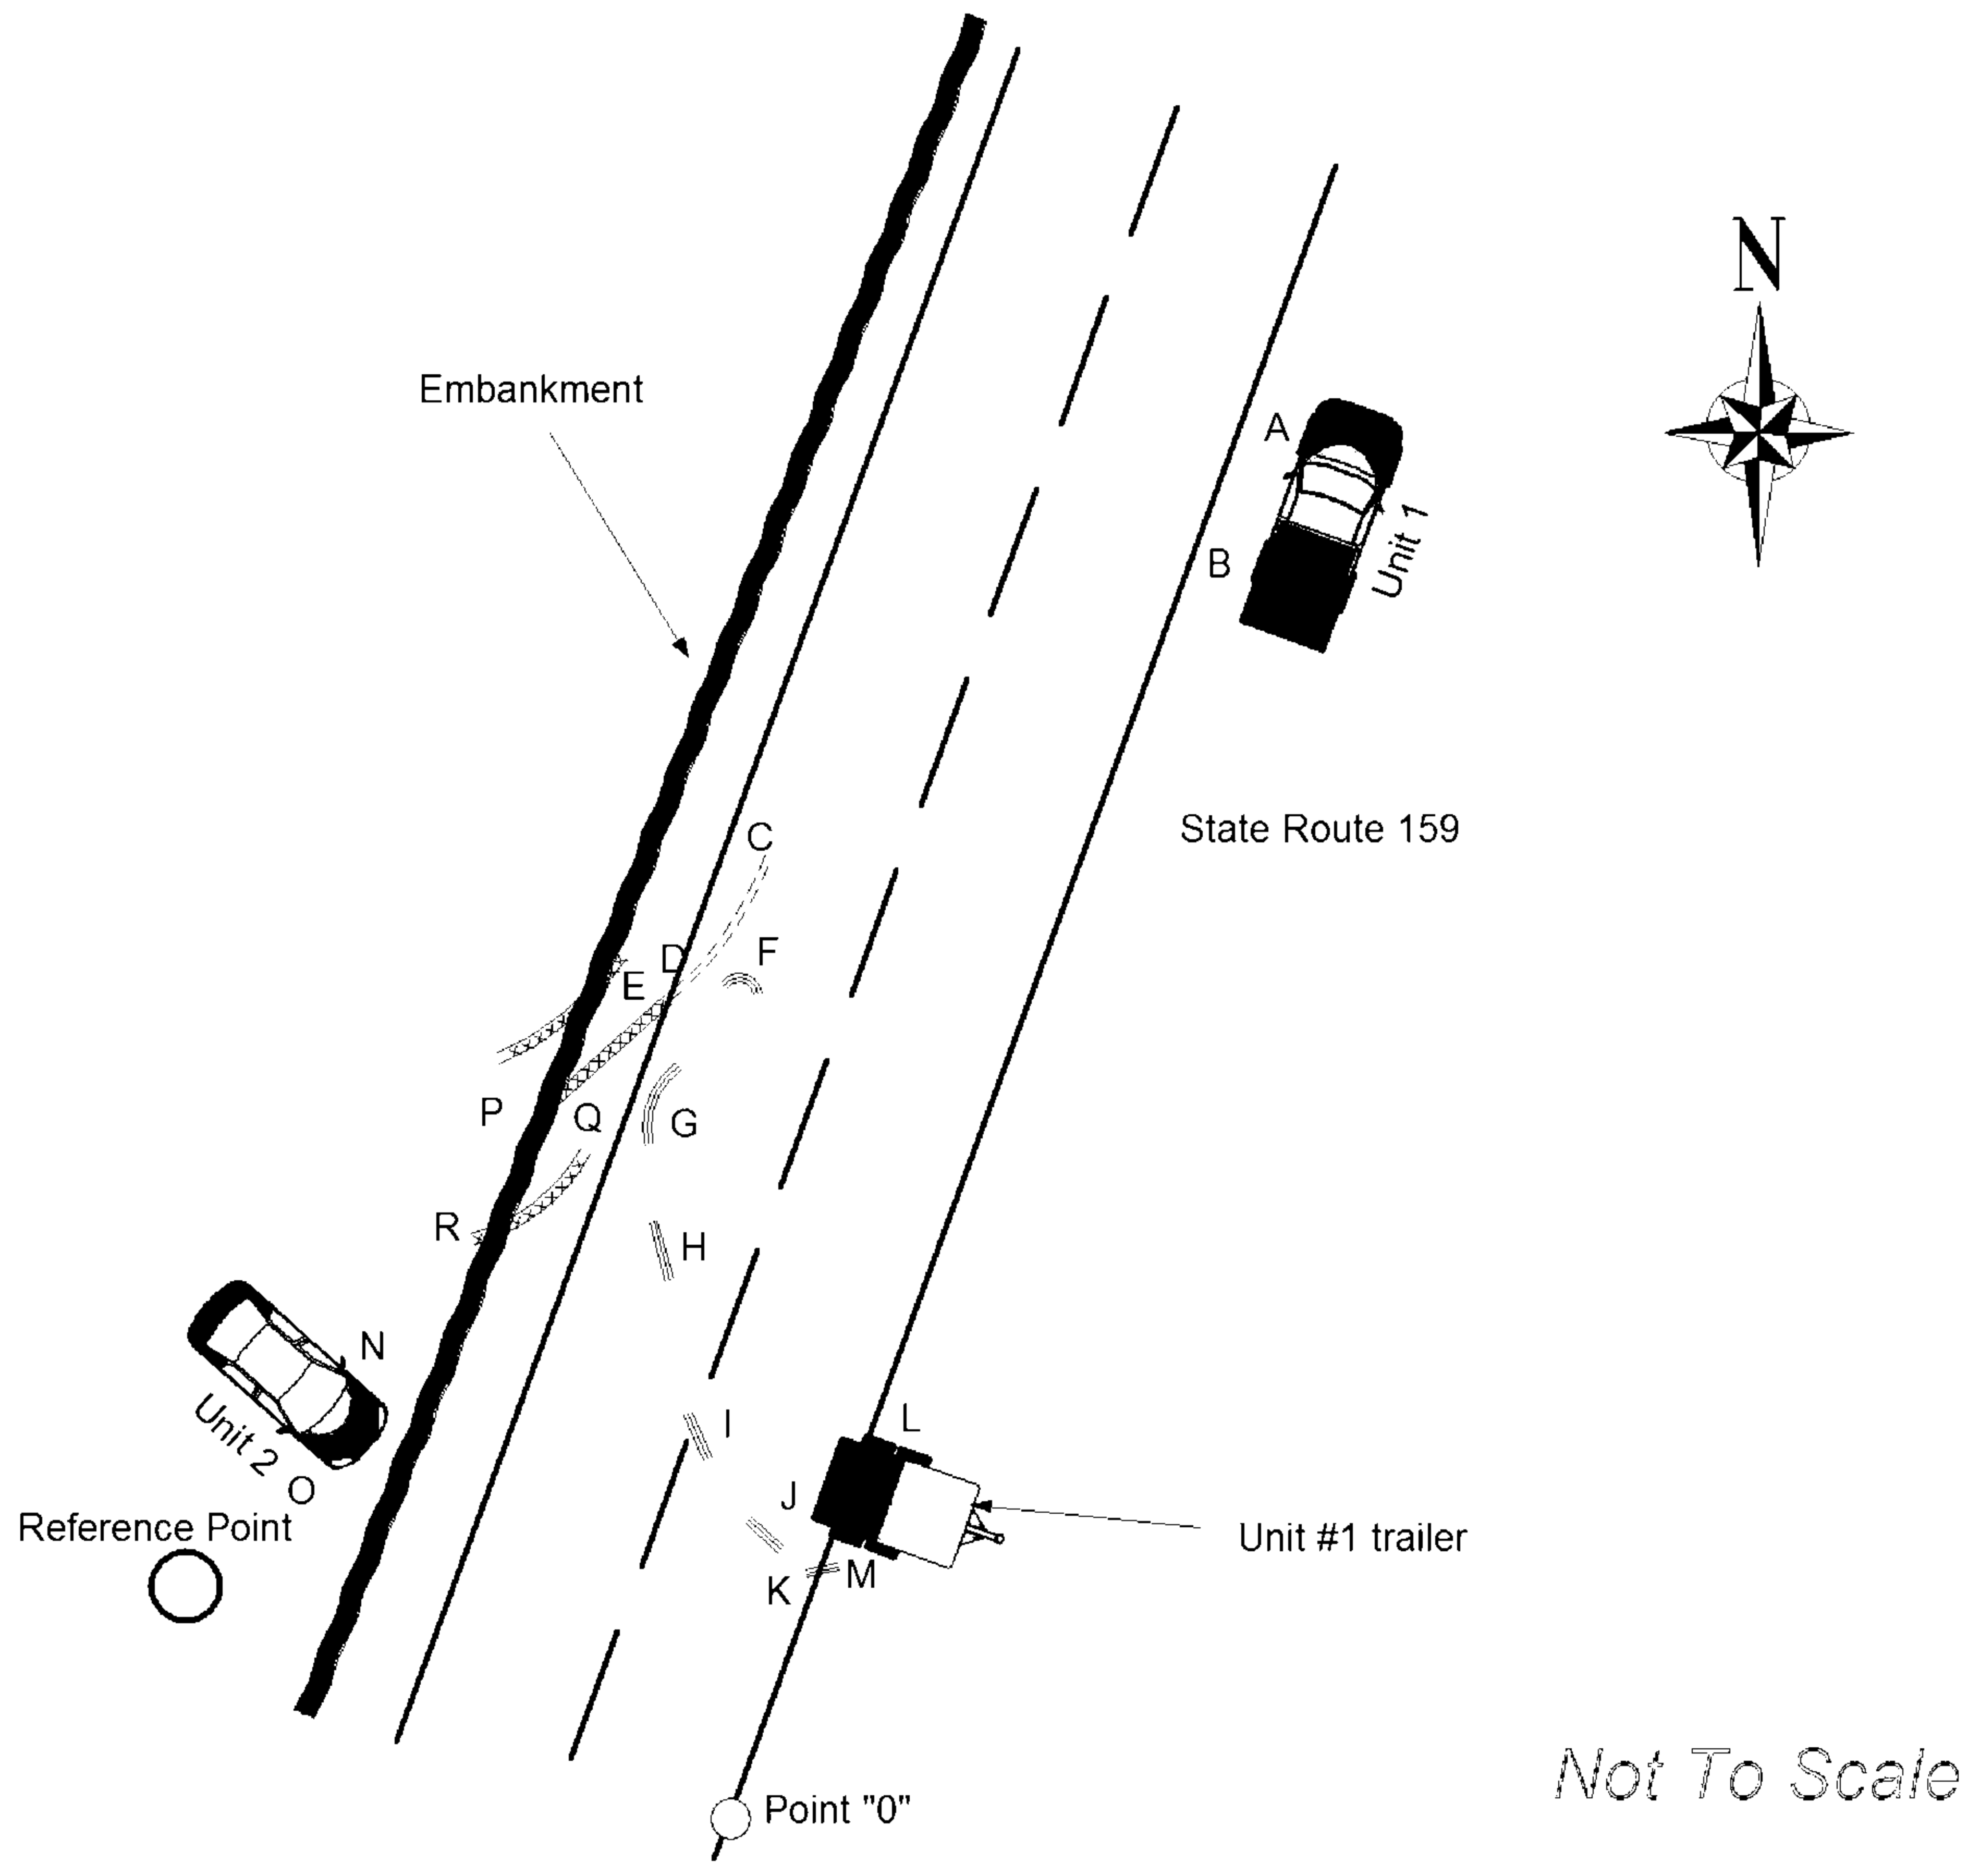 N
Embankment
A
Unit 1
B
State Route 159
C
D
F
E
P
Q
G
R
H
N
I
L
Unit 2
O
J
Reference Point
Unit #1 trailer
K
M
Not To Scale
Point "0"